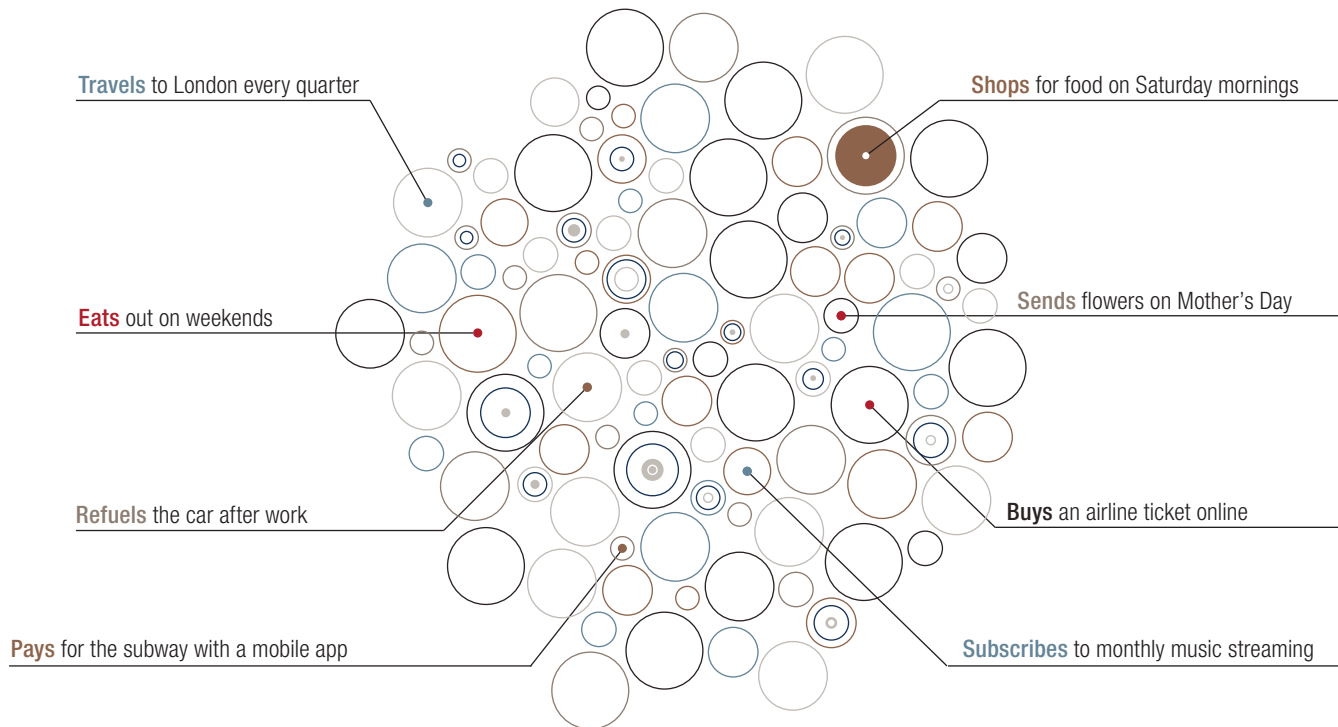 Travels to London every quarter
Shops for food on Saturday mornings
Eats out on weekends
Sends flowers on Mother’s Day
Refuels the car after work
Buys an airline ticket online
Pays for the subway with a mobile app
Subscribes to monthly music streaming